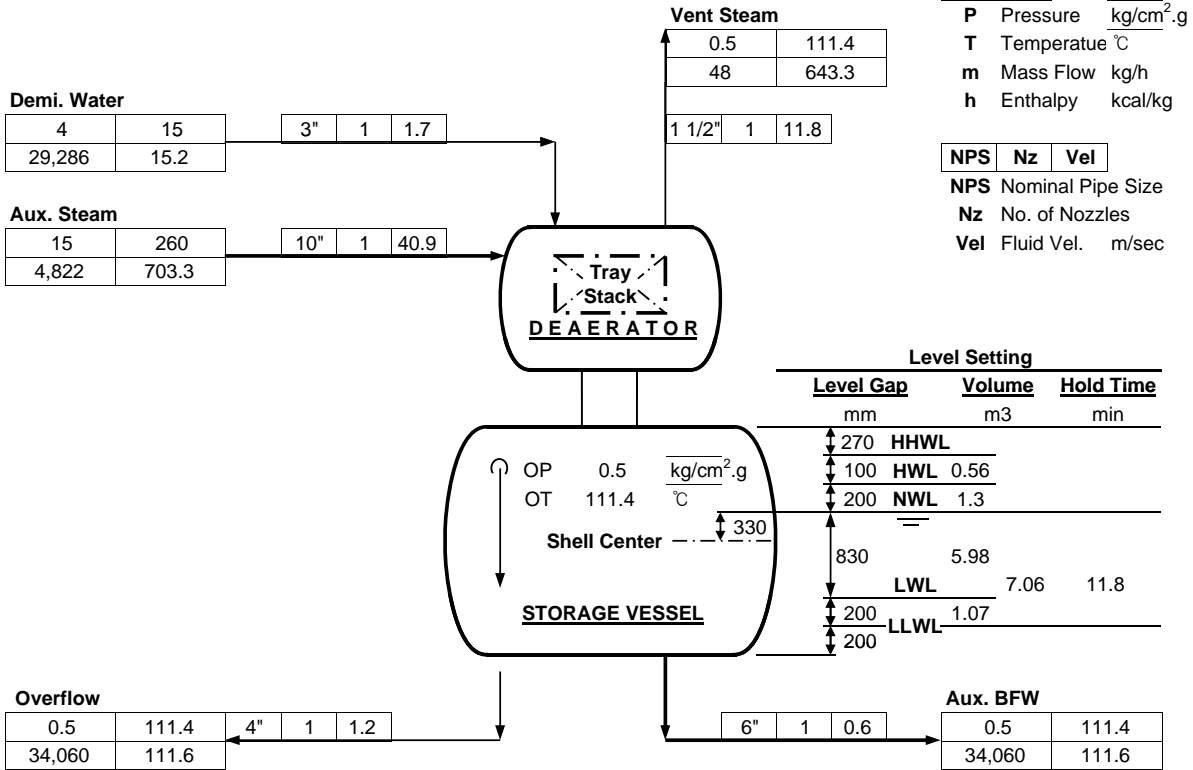 Vent Steam
0.5 111.4
48 643.3
P Pressure kg/cm².g
T Temperatue ℃
m Mass Flow kg/h
h Enthalpy kcal/kg
Demi. Water
4 15
29,286 15.2
3" 1 1.7
1 1/2" 1 11.8
NPS Nz Vel
NPS Nominal Pipe Size
Nz No. of Nozzles
Vel Fluid Vel. m/sec
Aux. Steam
15 260
4,822 703.3
10" 1 40.9
Tray
Stack
DEAERATOR
Level Setting
Level Gap Volume Hold Time
mm m3 min
270 HHWL
100 HWL 0.56
200 NWL 1.3
OP 0.5 kg/cm².g
OT 111.4 ℃
330
Shell Center
830 5.98
LWL 7.06 11.8
200 1.07
LLWL
200
STORAGE VESSEL
Overflow
0.5 111.4 4" 1 1.2
34,060 111.6
6" 1 0.6
Aux. BFW
0.5 111.4
34,060 111.6